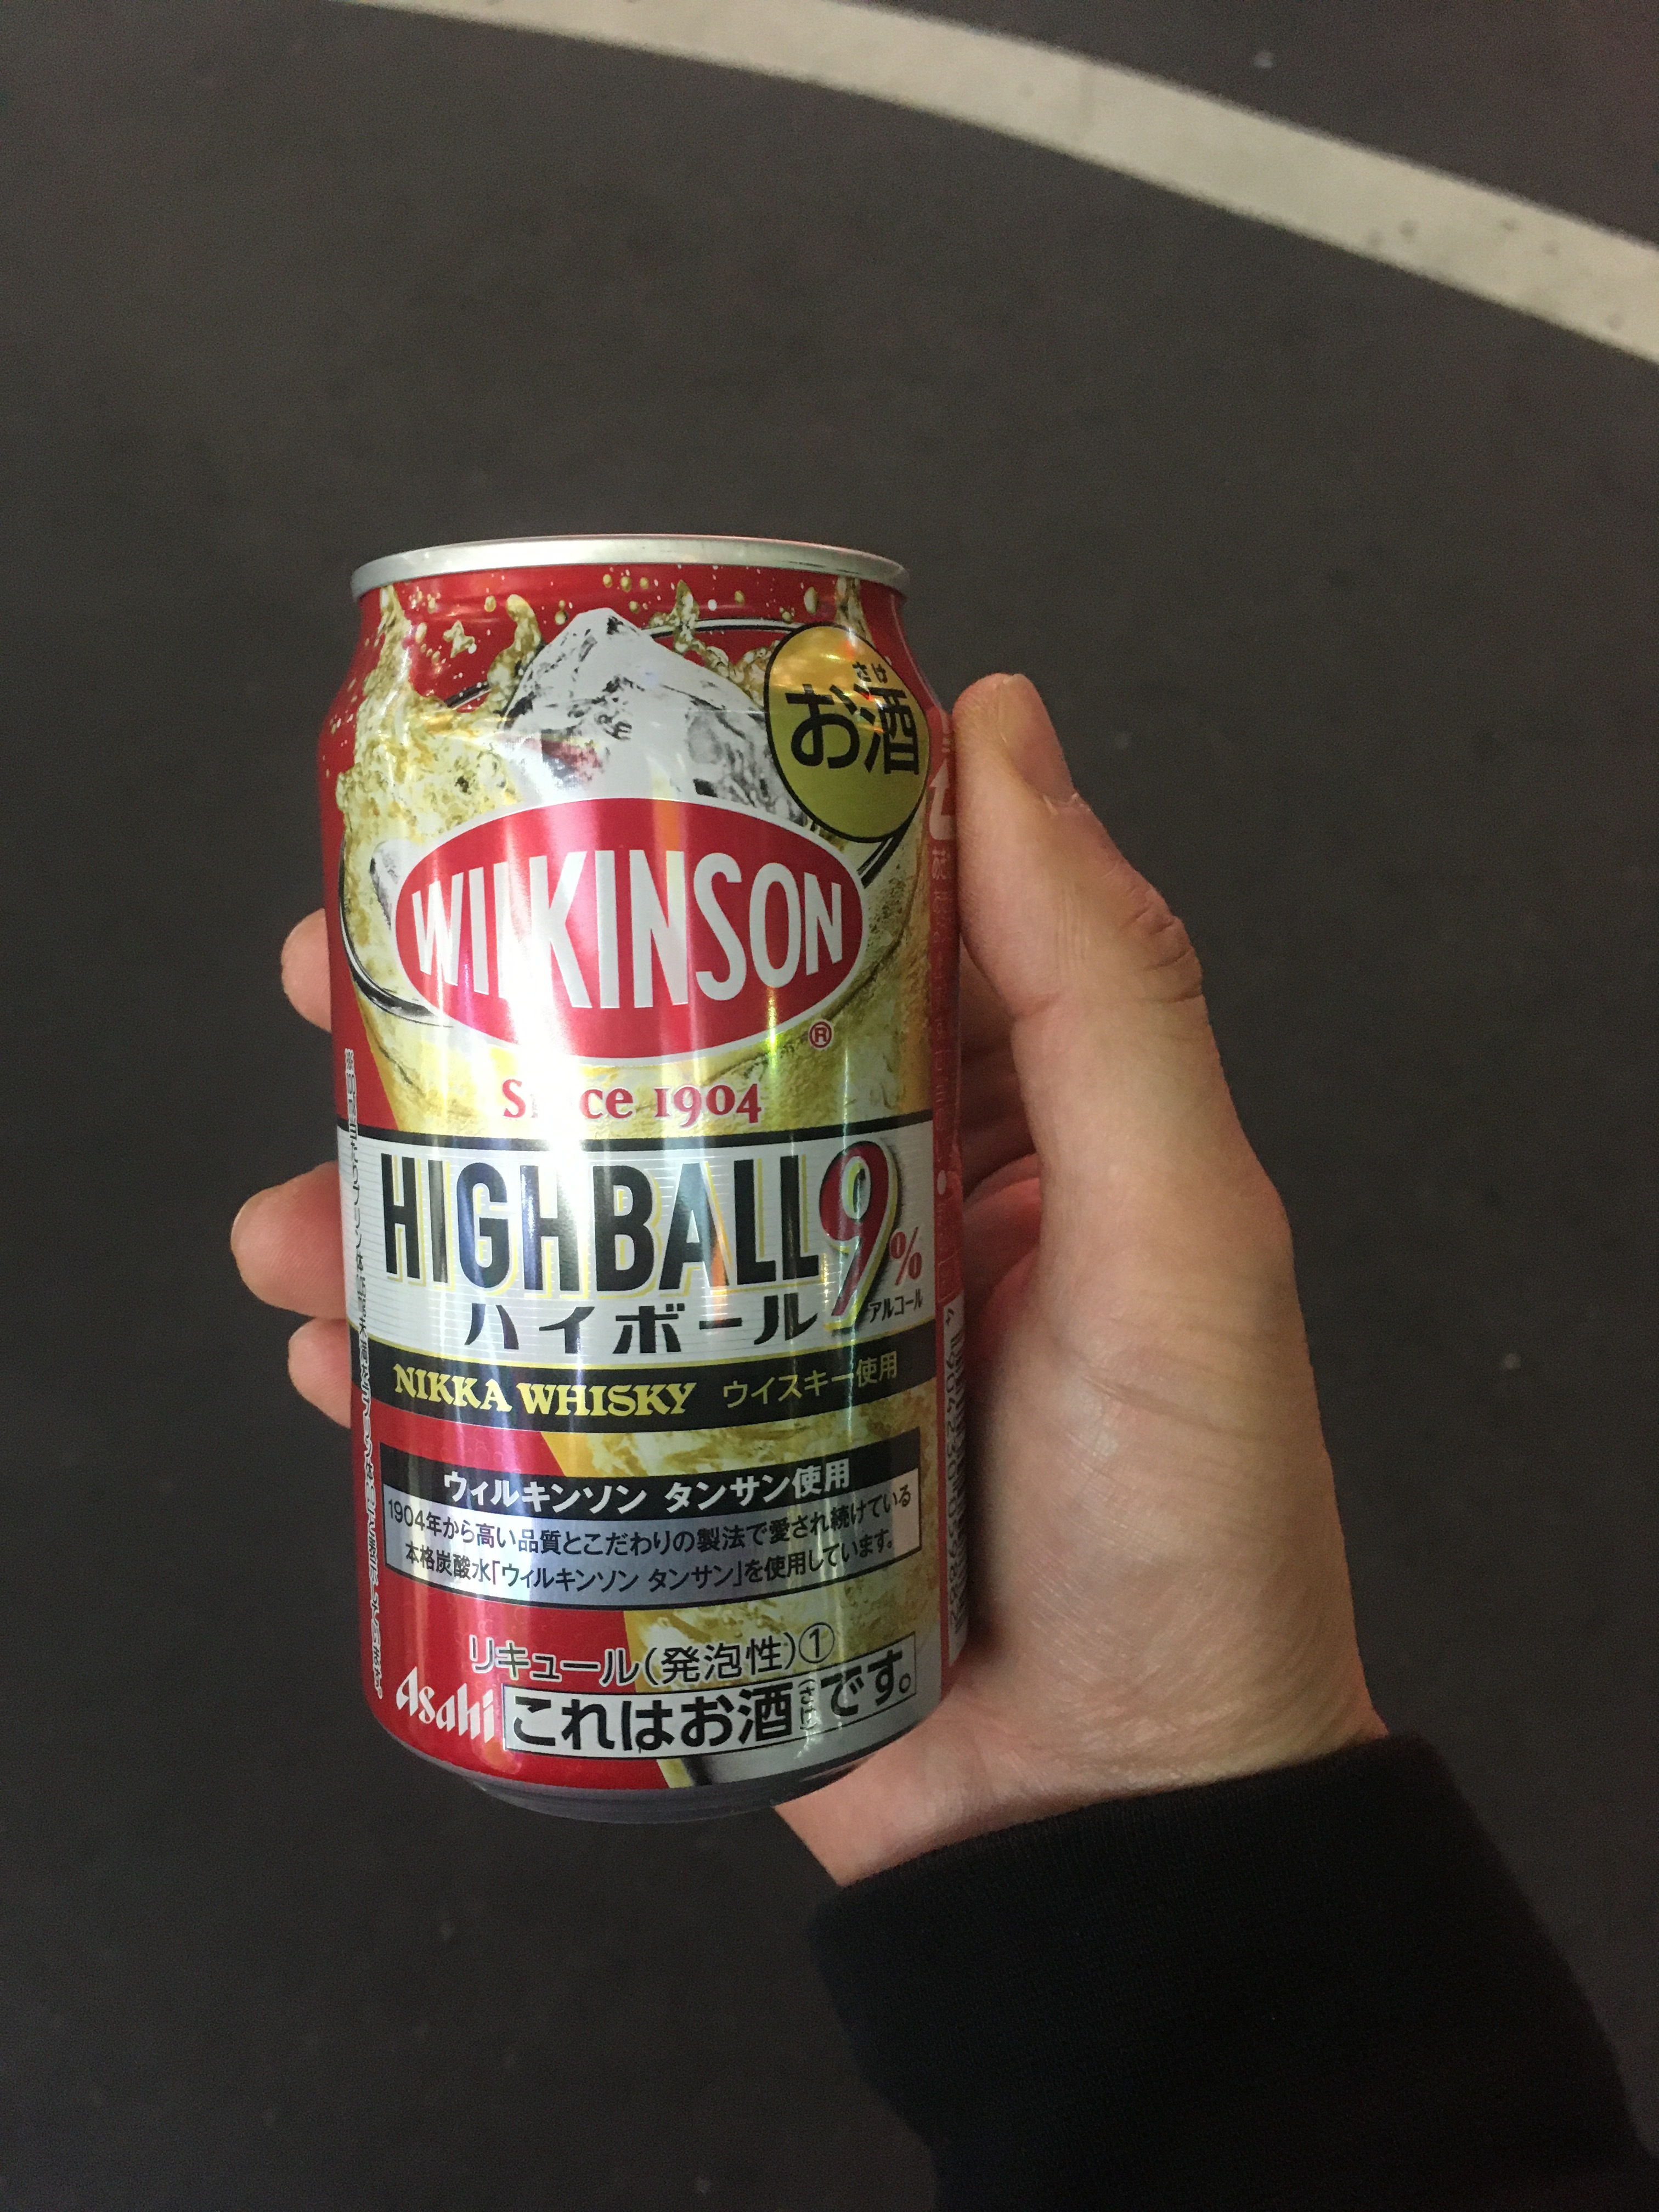 さけ
お酒
WILKINSON
®
Since 1904
HIGHBALL 9%
ハイボール アルコール
NIKKA WHISKY ウイスキー使用
ウィルキンソン タンサン使用
1904年から高い品質とこだわりの製法で愛され続けている
本格炭酸水「ウィルキンソン タンサン」を使用しています。
リキュール(発泡性)①
Asahi これはお酒(さけ)です。